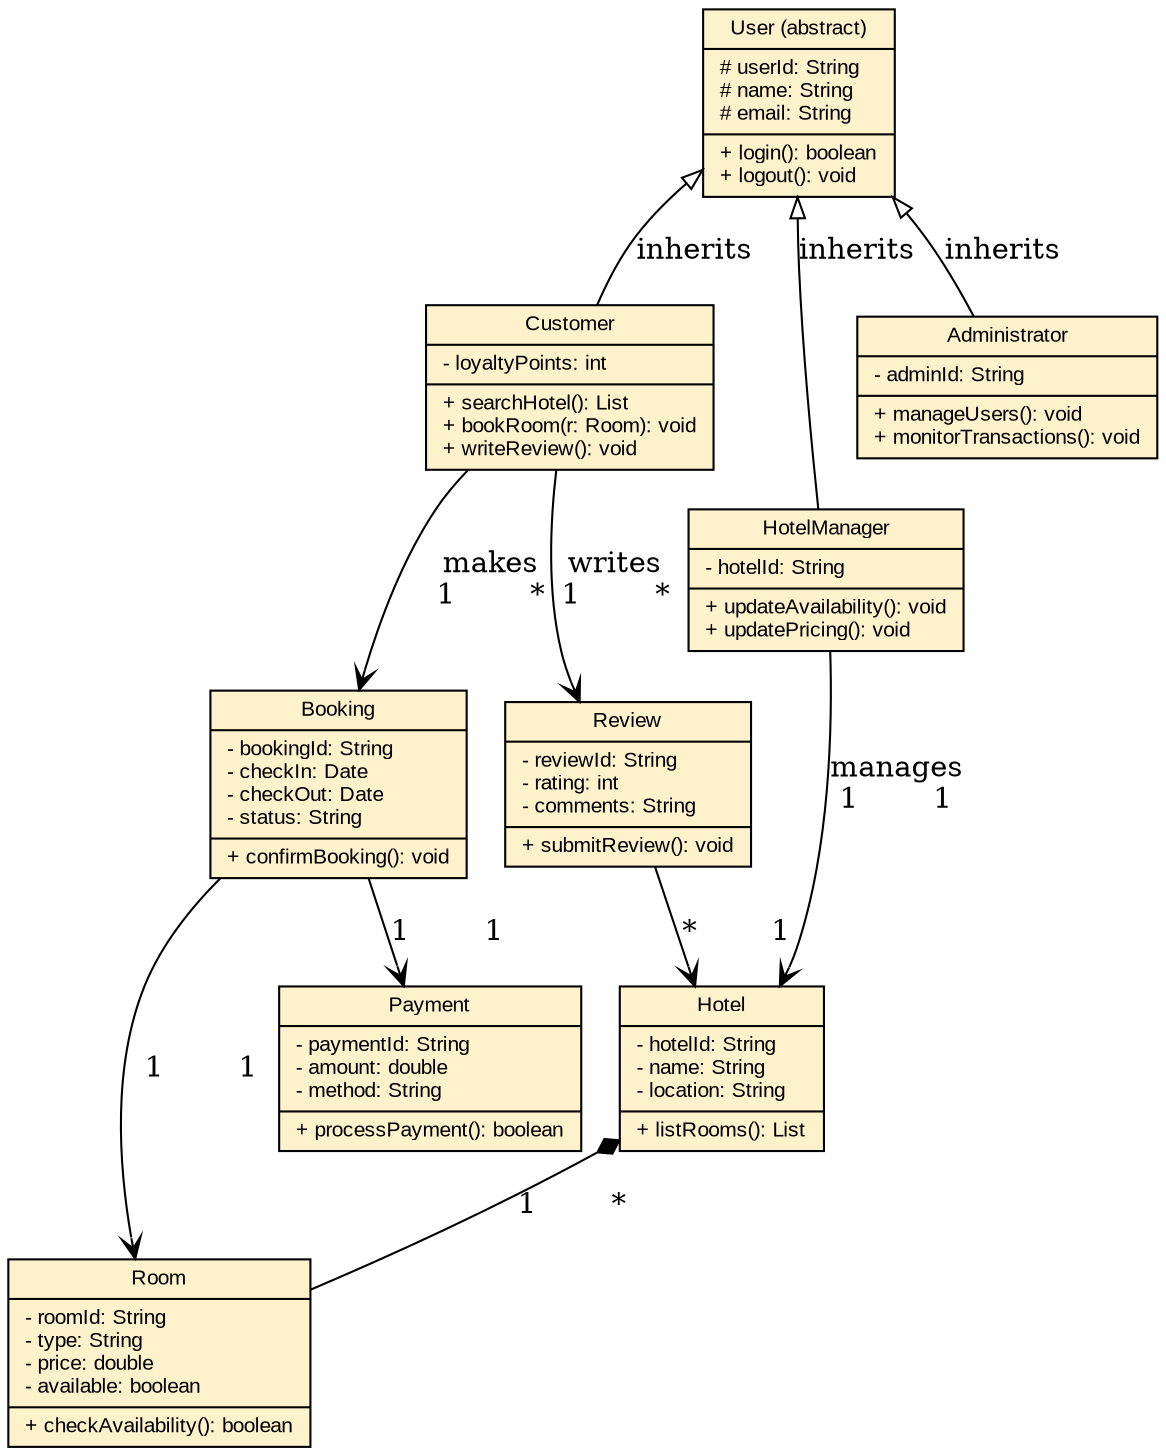 User (abstract)
# userId: String
# name: String
# email: String
+ login(): boolean
+ logout(): void
inherits
inherits
inherits
Customer
- loyaltyPoints: int
+ searchHotel(): List
+ bookRoom(r: Room): void
+ writeReview(): void
Administrator
- adminId: String
+ manageUsers(): void
+ monitorTransactions(): void
HotelManager
- hotelId: String
+ updateAvailability(): void
+ updatePricing(): void
makes
1 *
writes
1 *
Booking
- bookingId: String
- checkIn: Date
- checkOut: Date
- status: String
+ confirmBooking(): void
Review
- reviewId: String
- rating: int
- comments: String
+ submitReview(): void
manages
1 1
1 1
* 1
Payment
- paymentId: String
- amount: double
- method: String
+ processPayment(): boolean
Hotel
- hotelId: String
- name: String
- location: String
+ listRooms(): List
1 1
1 *
Room
- roomId: String
- type: String
- price: double
- available: boolean
+ checkAvailability(): boolean